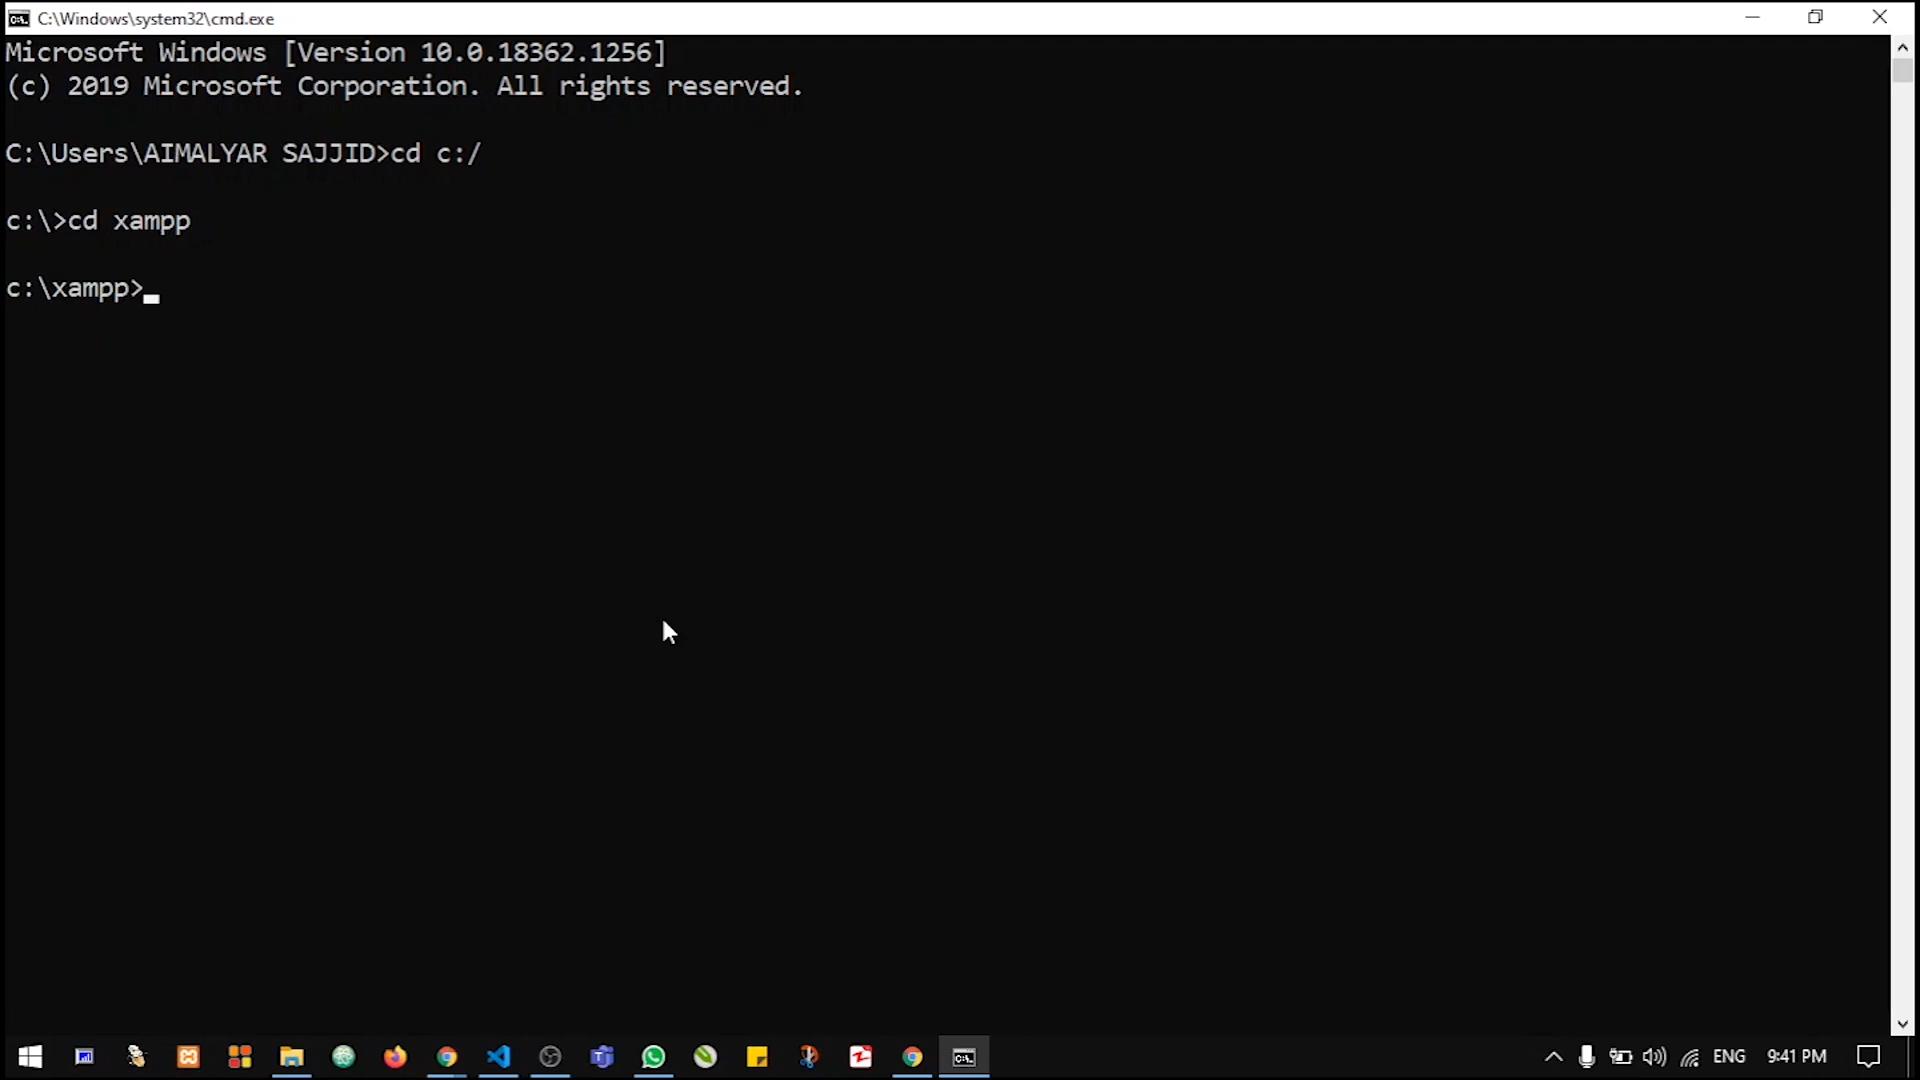 C:\Windows\system32\cmd.exe
Microsoft Windows [Version 10.0.18362.1256]
(c) 2019 Microsoft Corporation. All rights reserved.
C:\Users\AIMALYAR SAJJID>cd c:/
c:\>cd xampp
c:\xampp>
ENG
9:41 PM